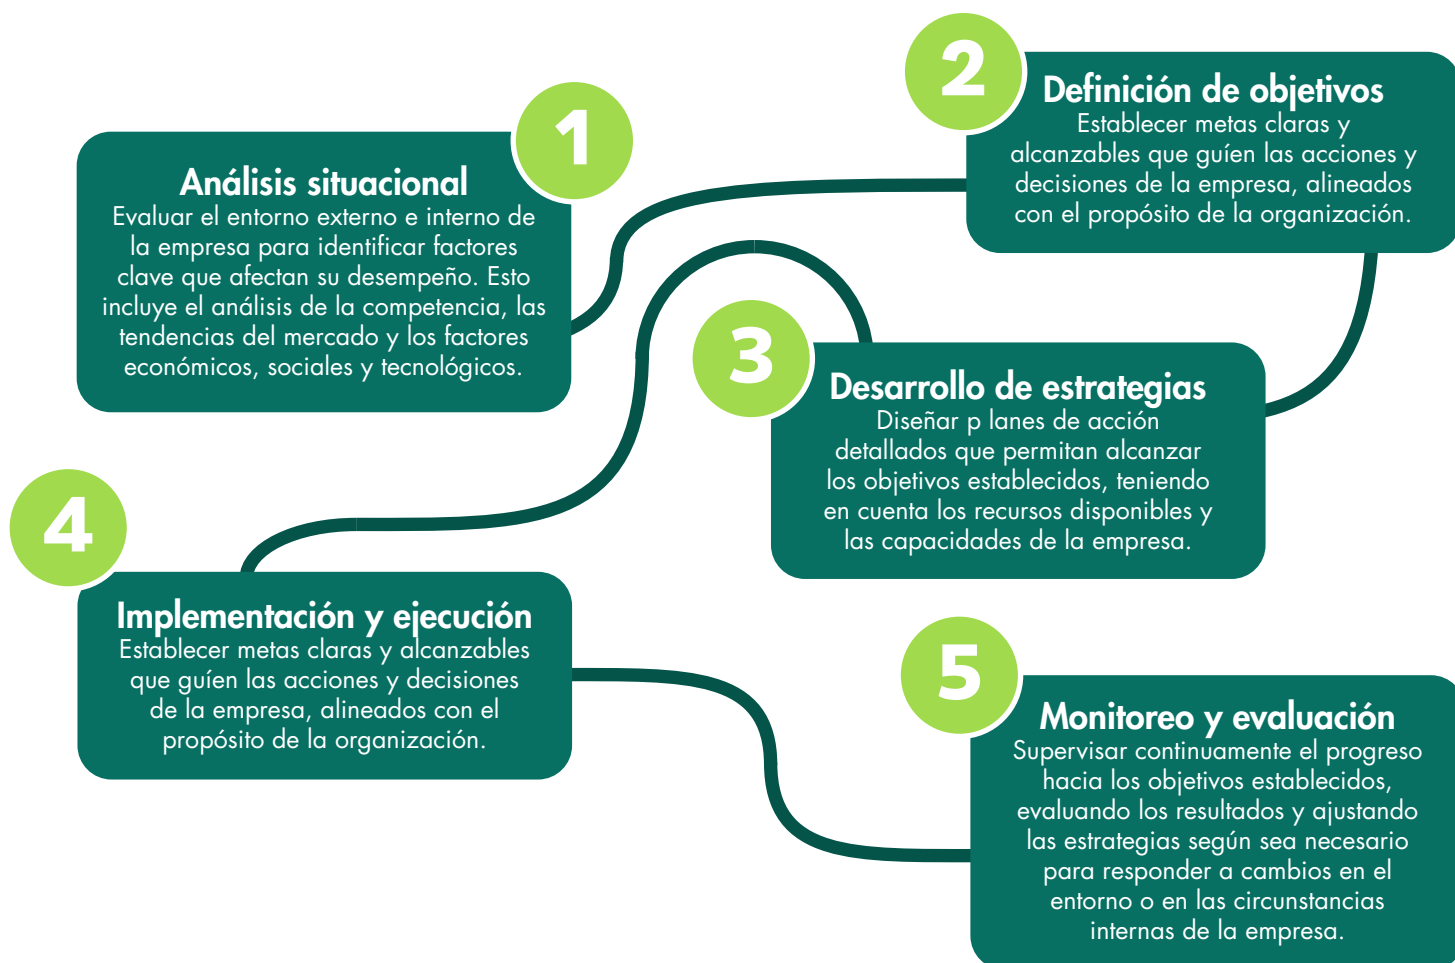 1
Análisis situacional
Evaluar el entorno externo e interno de
la empresa para identificar factores
clave que afectan su desempeño. Esto
incluye el análisis de la competencia, las
tendencias del mercado y los factores
económicos, sociales y tecnológicos.
2
Definición de objetivos
Establecer metas claras y
alcanzables que guíen las acciones y
decisiones de la empresa, alineados
con el propósito de la organización.
3
Desarrollo de estrategias
Diseñar p lanes de acción
detallados que permitan alcanzar
los objetivos establecidos, teniendo
en cuenta los recursos disponibles y
las capacidades de la empresa.
4
Implementación y ejecución
Establecer metas claras y alcanzables
que guíen las acciones y decisiones
de la empresa, alineados con el
propósito de la organización.
5
Monitoreo y evaluación
Supervisar continuamente el progreso
hacia los objetivos establecidos,
evaluando los resultados y ajustando
las estrategias según sea necesario
para responder a cambios en el
entorno o en las circunstancias
internas de la empresa.